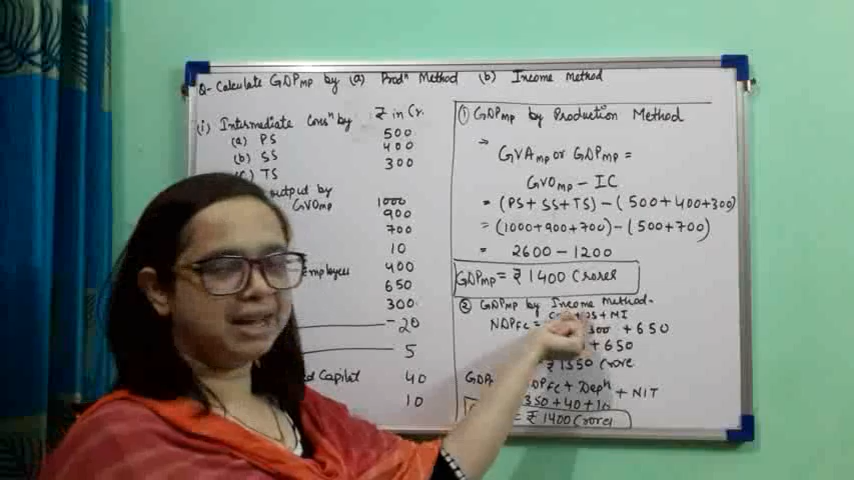 Q- Calculate GDPMP by (a) Prodn Method (b) Income Method
₹ in Cr.
(i) Intermediate Consn by
(a) PS 500
(b) SS 400
(c) TS 300
output by
GVOMP 1000
900
700
10
Employees 400
650
300
-20
5
Capital 40
10
① GDPMP by Production Method
→ GVAMP or GDPMP =
GVOMP - IC
= (PS + SS + TS) - (500 + 400 + 300)
= (1000 + 900 + 700) - (500 + 700)
= 2600 - 1200
GDPMP = ₹ 1400 Crores
② GDPMP by Income Method-
+ MI
NDPFC = 300 + 650
+ 650
₹ 1350 Crore
+ Depn + NIT
350 + 40 + 10
= ₹ 1400 Crores